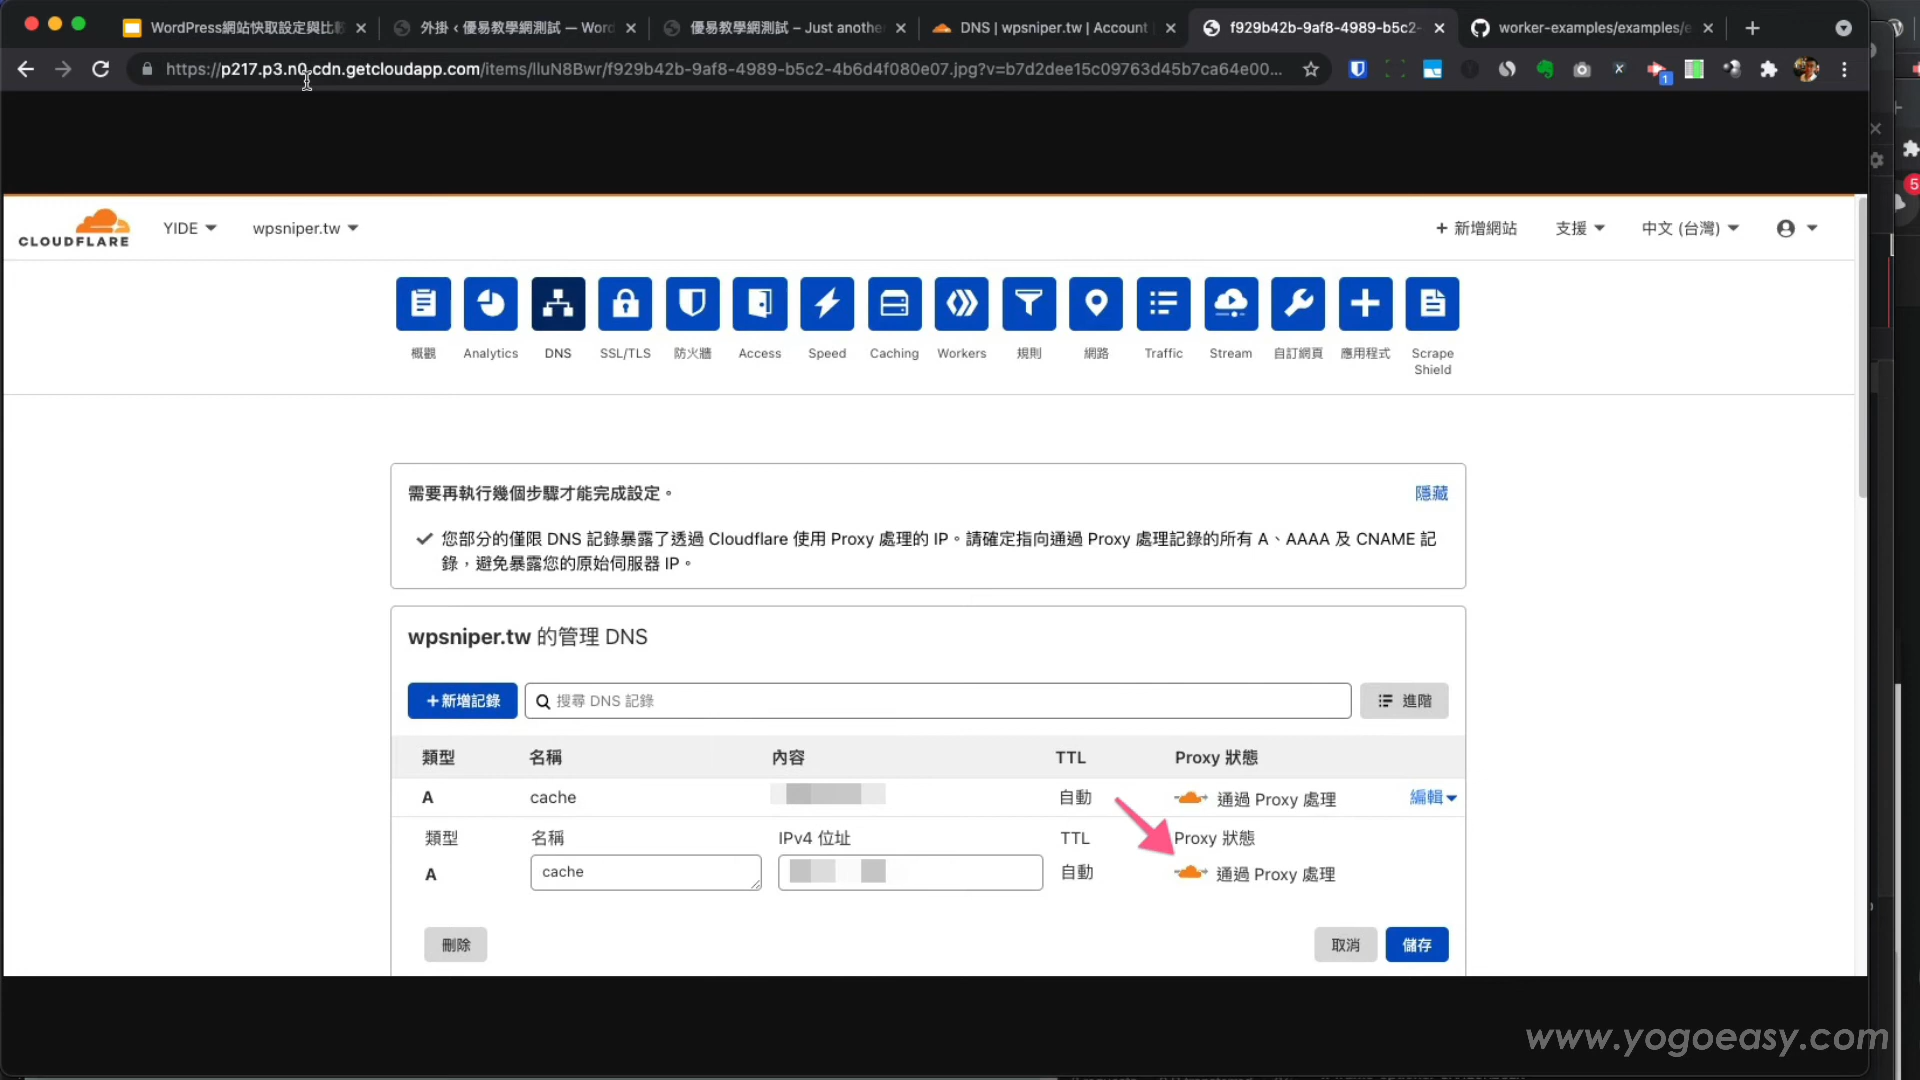 WordPress網站快取設定與比較
外掛 ‹ 優易教學網測試 — Word
優易教學網測試 – Just another
DNS | wpsniper.tw | Account
f929b42b-9af8-4989-b5c2-
worker-examples/examples/e
https://p217.p3.n0.cdn.getcloudapp.com/items/lluN8Bwr/f929b42b-9af8-4989-b5c2-4b6d4f080e07.jpg?v=b7d2dee15c09763d45b7ca64e00...
1
5
CLOUDFLARE
YIDE
wpsniper.tw
+ 新增網站
支援
中文 (台灣)
概觀
Analytics
DNS
SSL/TLS
防火牆
Access
Speed
Caching
Workers
規則
網路
Traffic
Stream
自訂網頁
應用程式
Scrape
Shield
需要再執行幾個步驟才能完成設定。
隱藏
您部分的僅限 DNS 記錄暴露了透過 Cloudflare 使用 Proxy 處理的 IP。請確定指向通過 Proxy 處理記錄的所有 A、AAAA 及 CNAME 記
錄，避免暴露您的原始伺服器 IP。
wpsniper.tw 的管理 DNS
+新增記錄
搜尋 DNS 記錄
進階
類型
名稱
內容
TTL
Proxy 狀態
A
cache
自動
通過 Proxy 處理
編輯
類型
名稱
IPv4 位址
TTL
Proxy 狀態
A
cache
自動
通過 Proxy 處理
刪除
取消
儲存
www.yogoeasy.com